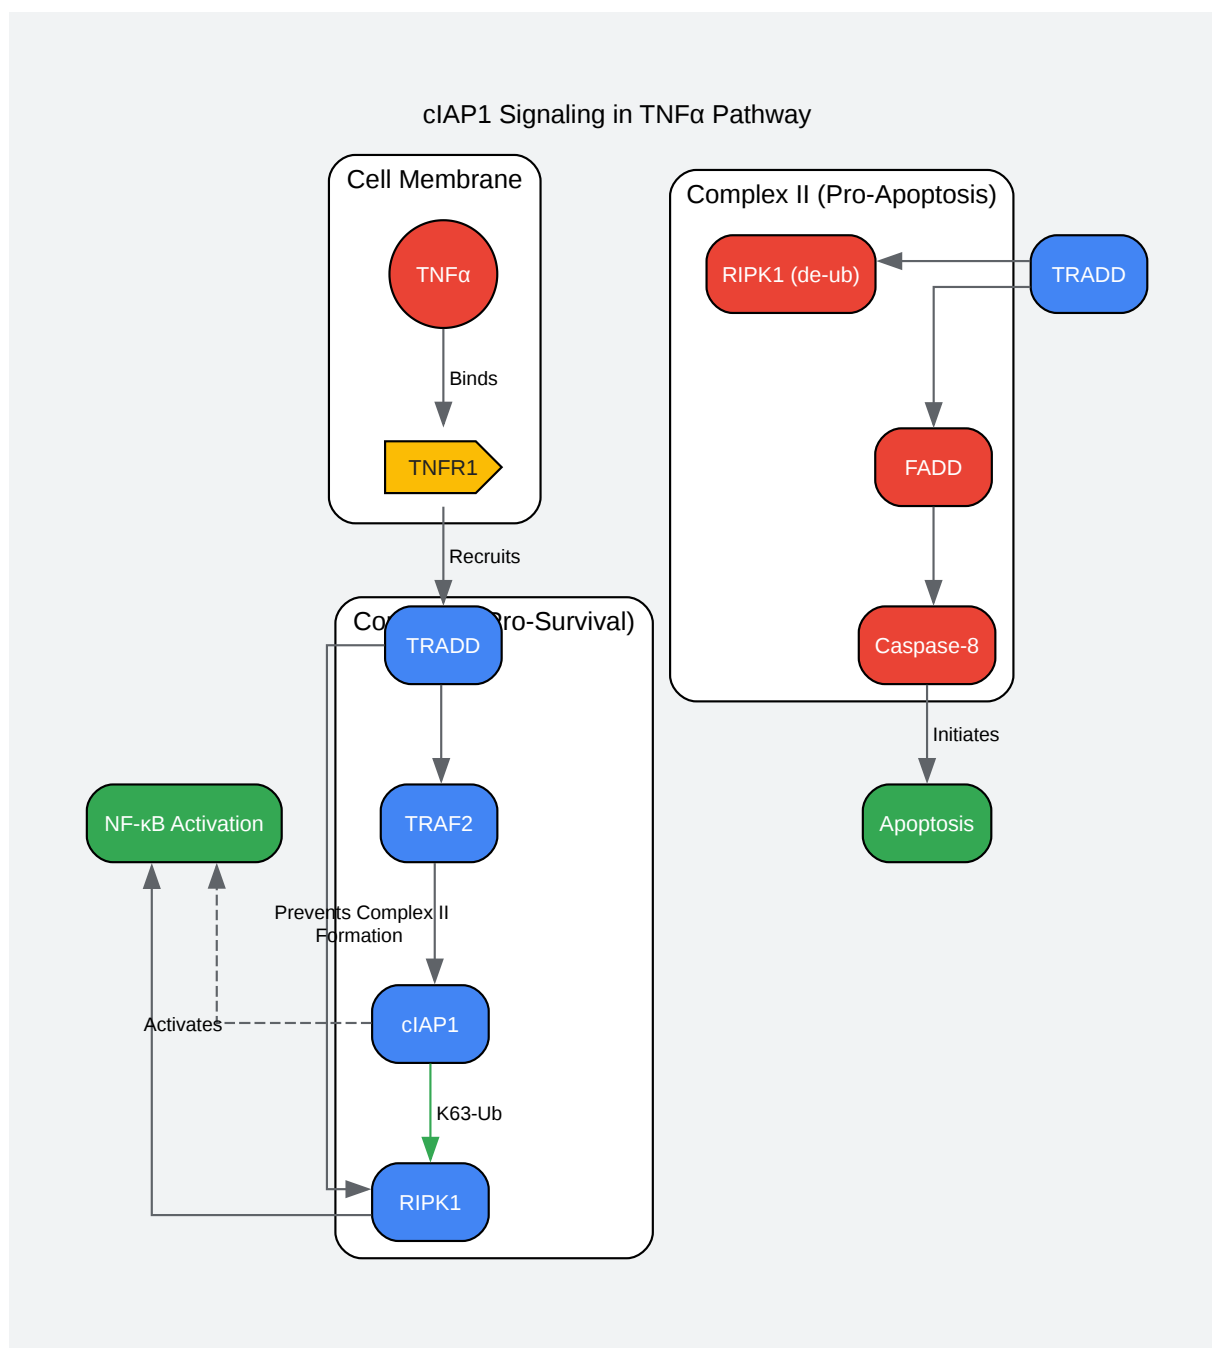 cIAP1 Signaling in TNFα Pathway
Cell Membrane
TNFα
Binds
TNFR1
Recruits
Pro-Survival)
TRADD
TRAF2
Prevents Complex II
Formation
cIAP1
K63-Ub
RIPK1
NF-κB Activation
Activates
Complex II (Pro-Apoptosis)
RIPK1 (de-ub)
TRADD
FADD
Caspase-8
Initiates
Apoptosis